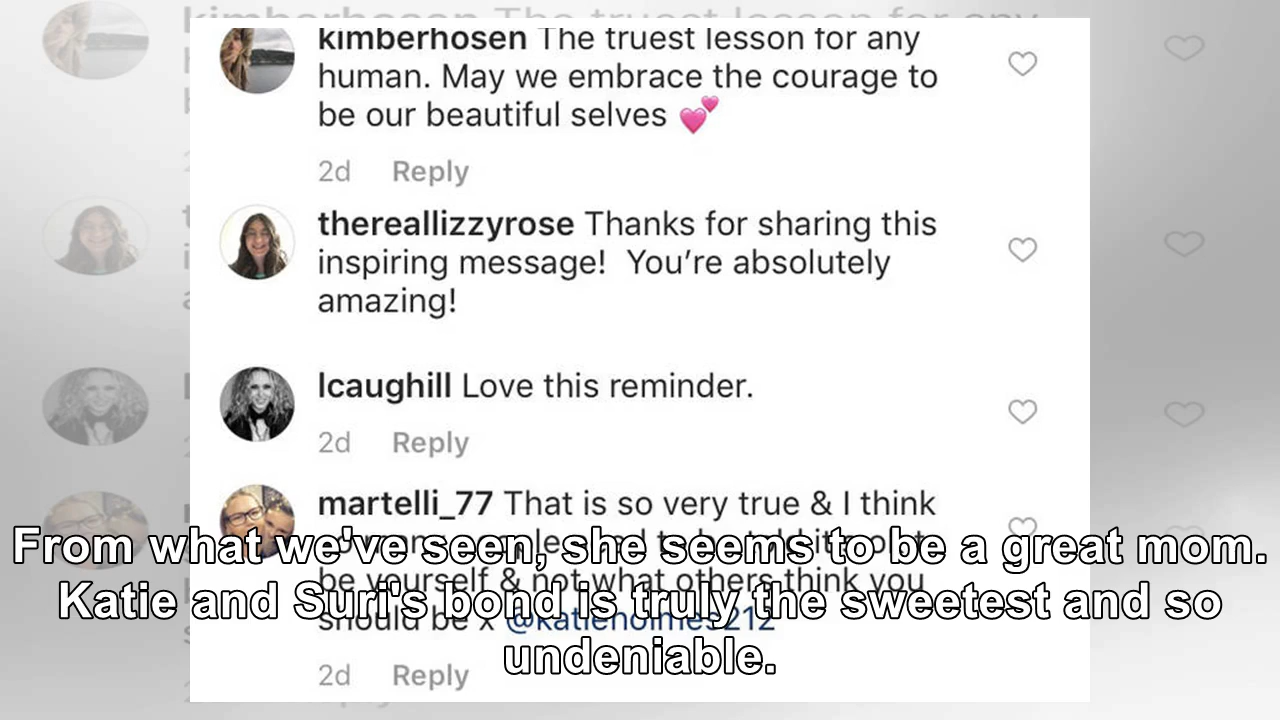 kimberhosen The truest lesson for any
human. May we embrace the courage to
be our beautiful selves 💕
2d Reply
thereallizzyrose Thanks for sharing this
inspiring message! You’re absolutely
amazing!
lcaughill Love this reminder.
2d Reply
martelli_77 That is so very true & I think
be yourself & not what others think you
should be x @katieholmes212
2d Reply
From what we've seen, she seems to be a great mom.
Katie and Suri's bond is truly the sweetest and so
undeniable.